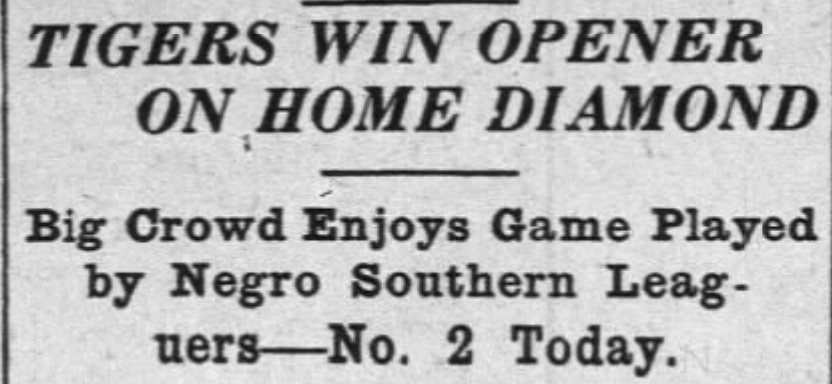 TIGERS WIN OPENER
ON HOME DIAMOND
Big Crowd Enjoys Game Played
by Negro Southern Leag-
uers—No. 2 Today.